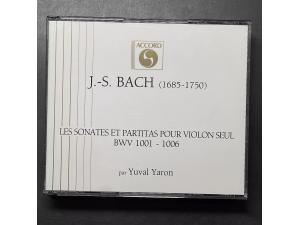 ACCORD
J.-S. BACH (1685-1750)
LES SONATES ET PARTITAS POUR VIOLON SEUL
BWV 1001 - 1006
par Yuval Yaron